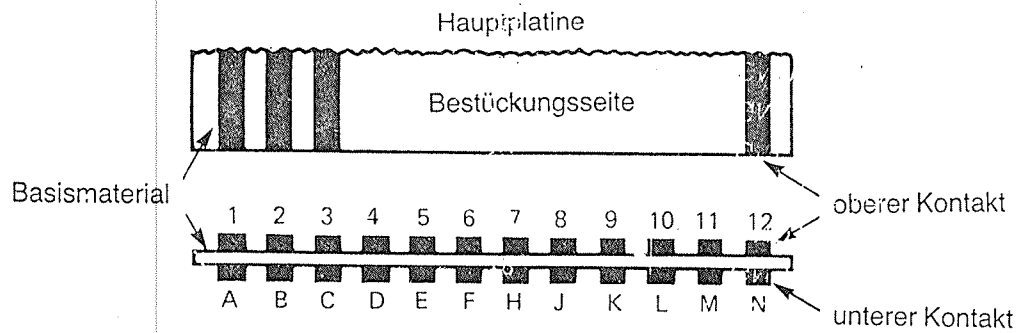 Hauptplatine
Bestückungsseite
Basismaterial
oberer Kontakt
1 2 3 4 5 6 7 8 9 10 11 12
A B C D E F H J K L M N
unterer Kontakt